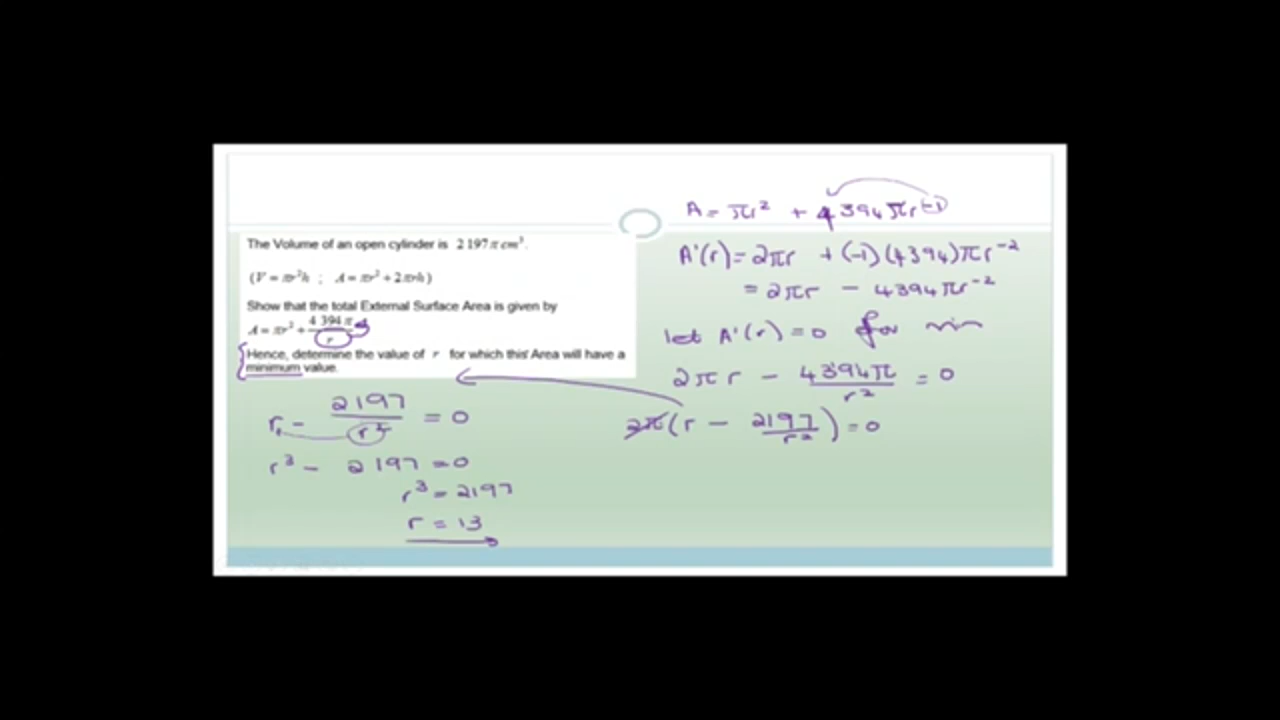 The Volume of an open cylinder is 2 197 π cm³.
(V = πr²h ; A = πr² + 2πrh)
Show that the total External Surface Area is given by
A = πr² + 4 394 π / r
Hence, determine the value of r for which this Area will have a
minimum value.
r - 2197 / r² = 0
r³ - 2197 = 0
r³ = 2197
r = 13
A = πr² + 4394πr⁻¹
A'(r) = 2πr + (-1)(4394)πr⁻²
= 2πr - 4394πr⁻²
let A'(r) = 0 for min
2πr - 4394π / r² = 0
2π(r - 2197 / r²) = 0